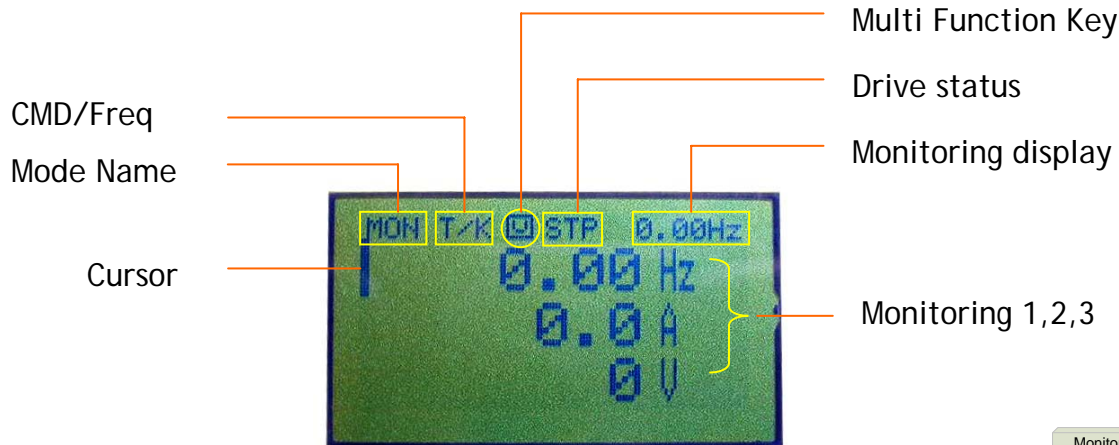 Multi Function Key
Drive status
CMD/Freq
Monitoring display
Mode Name
MON T/K U STP 0.00Hz
Cursor
0.00 Hz
Monitoring 1,2,3
0.0 A
0 V